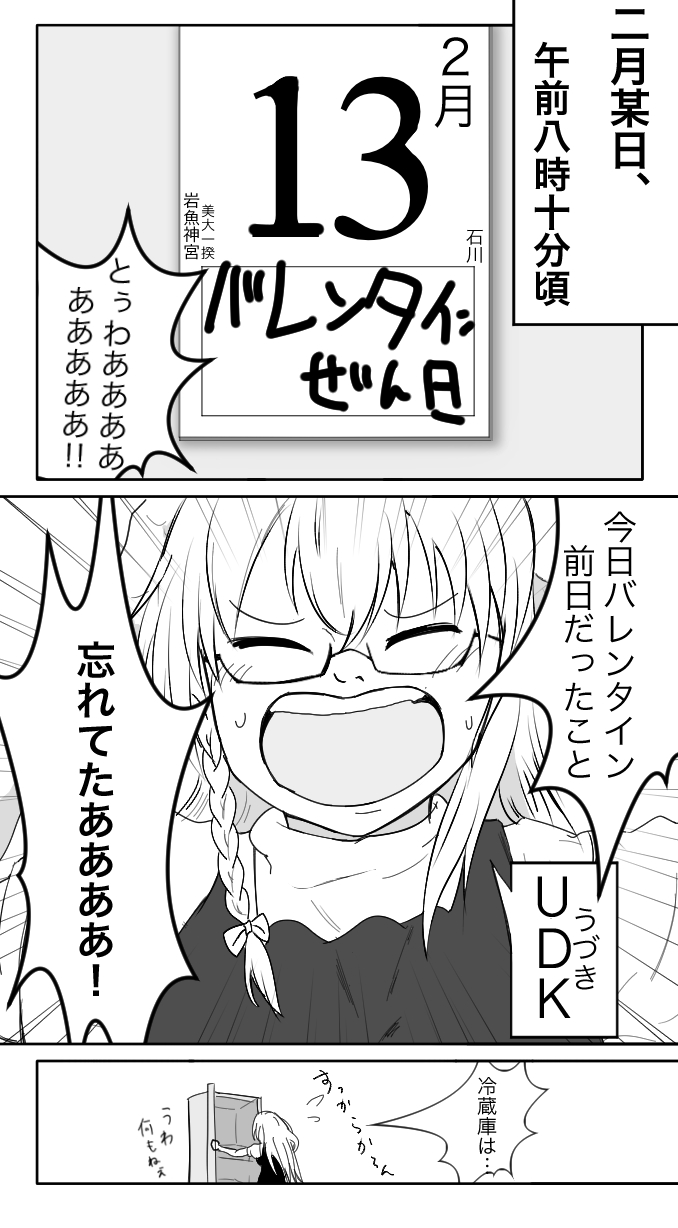 二月某日、
午前八時十分頃
2月
13
石川
美大一揆
岩魚神宮
バレンタイン
ぜん日
とぅわあああああ
ああああああ!!
今日バレンタイン
前日だったこと
忘れてたああああ！
UDK
うづき
冷蔵庫は…
すっからかろん
うわ
何もねぇ